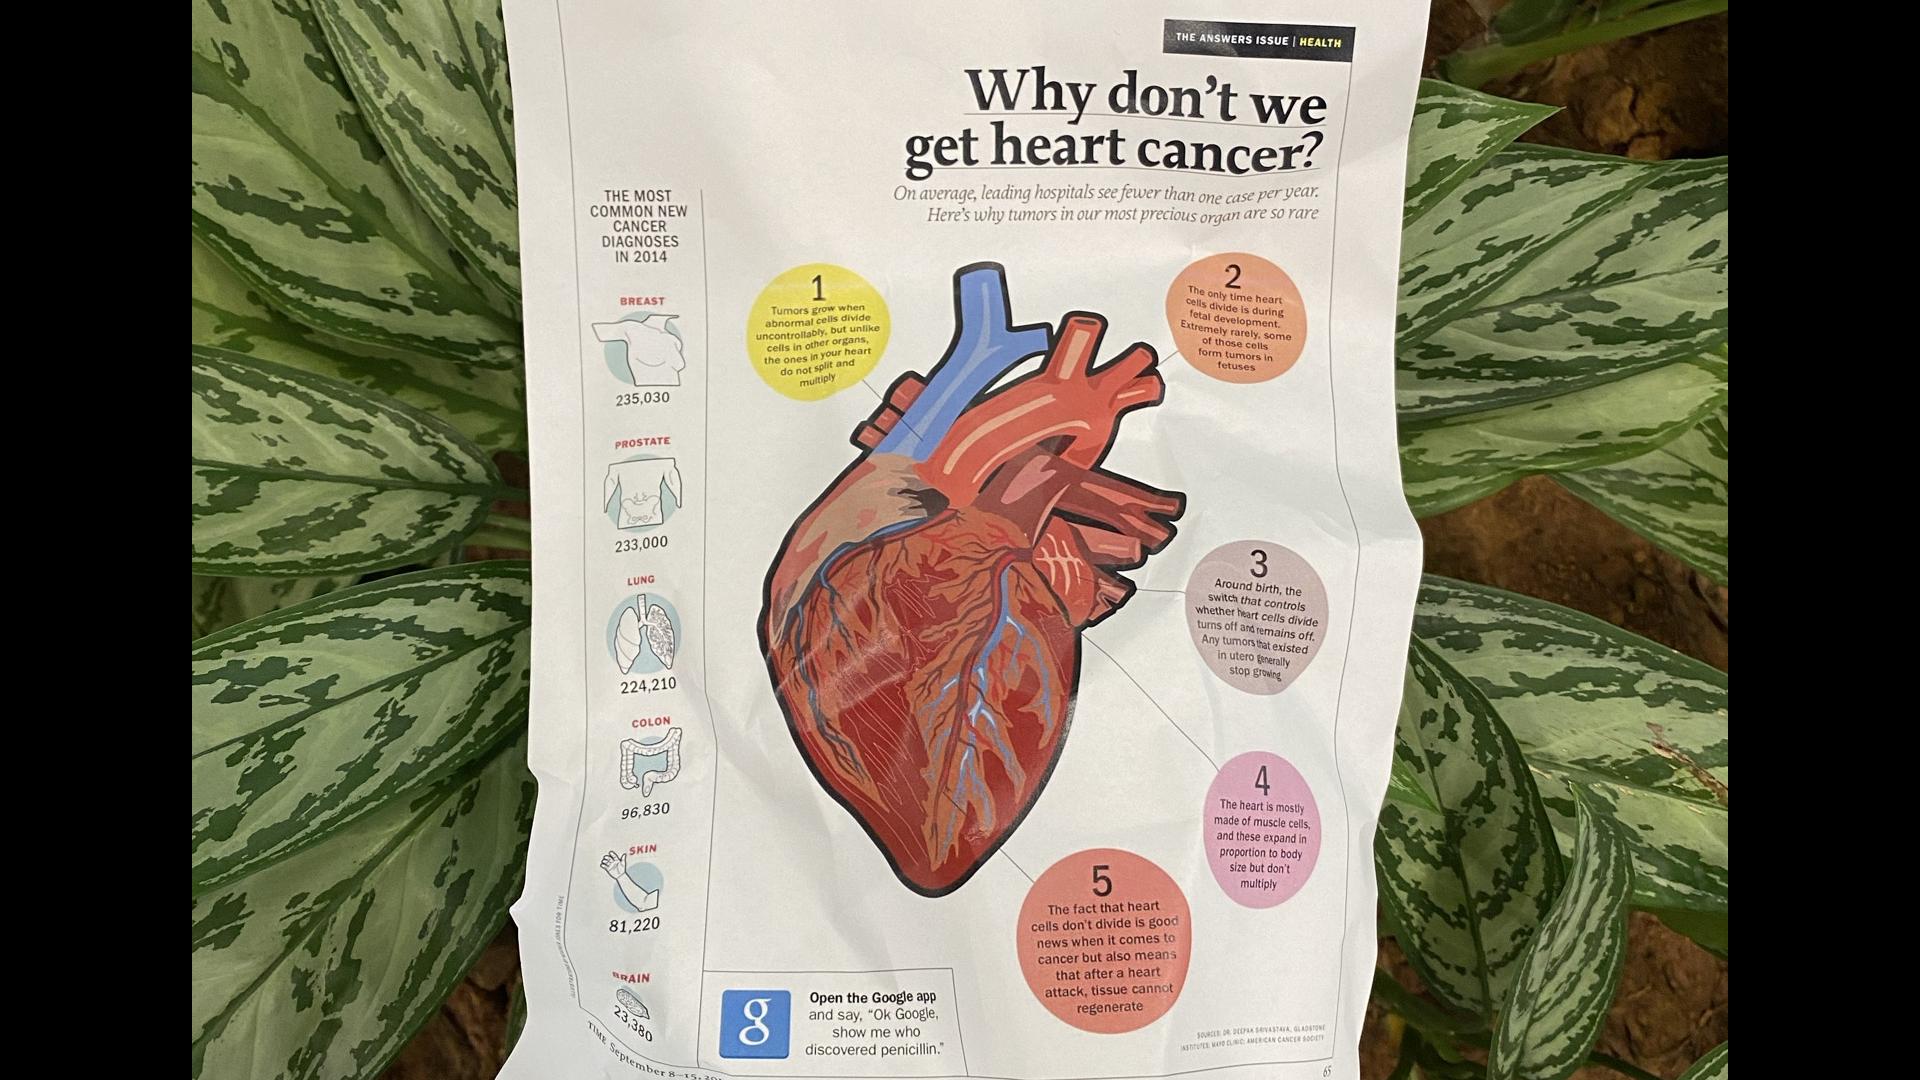 THE ANSWERS ISSUE | HEALTH
Why don't we
get heart cancer?
On average, leading hospitals see fewer than one case per year.
Here's why tumors in our most precious organ are so rare
THE MOST
COMMON NEW
CANCER
DIAGNOSES
IN 2014
BREAST
235,030
PROSTATE
233,000
LUNG
224,210
COLON
96,830
SKIN
81,220
BRAIN
23,380
1
Tumors grow when
abnormal cells divide
uncontrollably, but unlike
cells in other organs,
the ones in your heart
do not split and
multiply
2
The only time heart
cells divide is during
fetal development.
Extremely rarely, some
of those cells
form tumors in
fetuses
3
Around birth, the
switch that controls
whether heart cells divide
turns off and remains off.
Any tumors that existed
in utero generally
stop growing
4
The heart is mostly
made of muscle cells,
and these expand in
proportion to body
size but don't
multiply
5
The fact that heart
cells don't divide is good
news when it comes to
cancer but also means
that after a heart
attack, tissue cannot
regenerate
g
Open the Google app
and say, "Ok Google,
show me who
discovered penicillin."
SOURCES: DR. DEEPAK SRIVASTAVA, GLADSTONE
INSTITUTES; MAYO CLINIC; AMERICAN CANCER SOCIETY
TIME September 8–15,
65